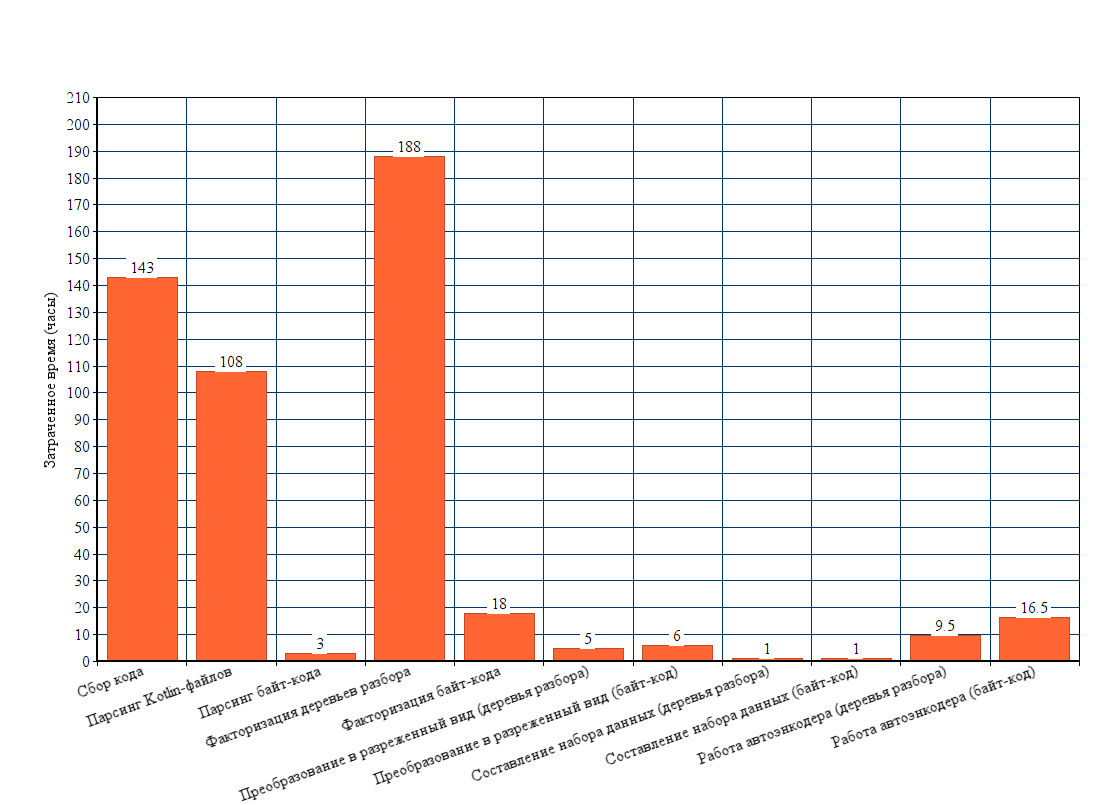 210
200
190
180
170
160
150
140
130
120
110
100
90
80
70
60
50
40
30
20
10
0
Затраченное время (часы)
143
108
3
188
18
5
6
1
1
9.5
16.5
Сбор кода
Парсинг Kotlin-файлов
Парсинг байт-кода
Факторизация деревьев разбора
Факторизация байт-кода
Преобразование в разреженный вид (деревья разбора)
Преобразование в разреженный вид (байт-код)
Составление набора данных (деревья разбора)
Составление набора данных (байт-код)
Работа автоэнкодера (деревья разбора)
Работа автоэнкодера (байт-код)